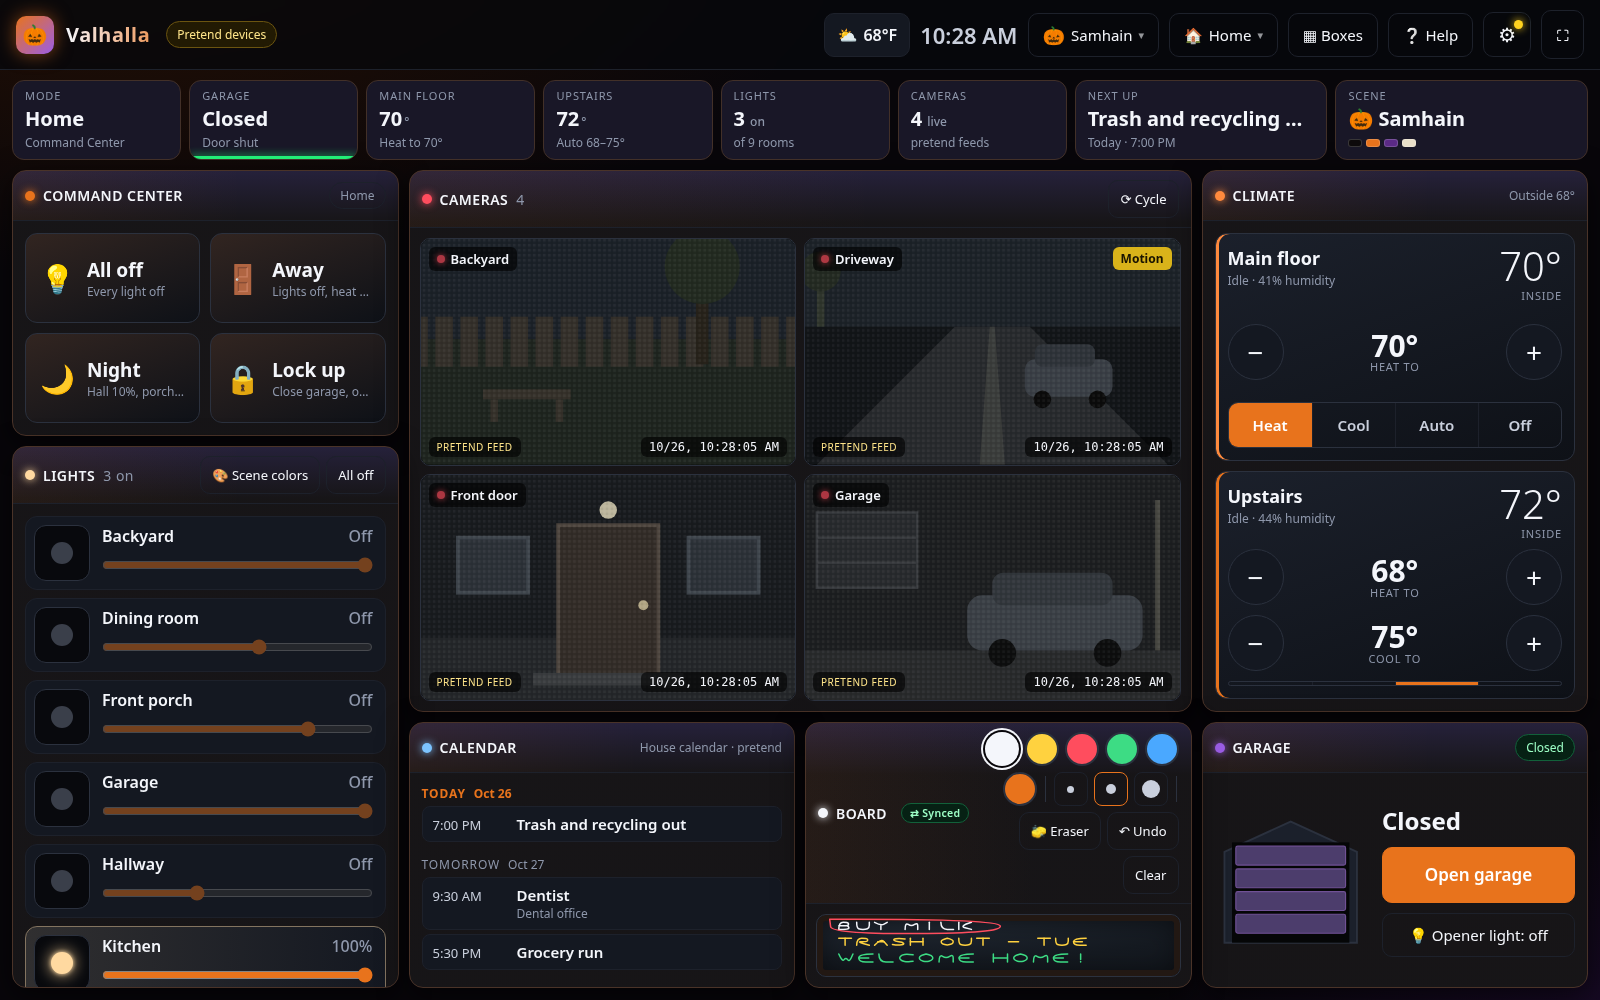 Valhalla
Pretend devices
68°F
10:28 AM
Samhain
Home
Boxes
Help
MODE
Home
Command Center
GARAGE
Closed
Door shut
MAIN FLOOR
70°
Heat to 70°
UPSTAIRS
72°
Auto 68–75°
LIGHTS
3 on
of 9 rooms
CAMERAS
4 live
pretend feeds
NEXT UP
Trash and recycling ...
Today · 7:00 PM
SCENE
Samhain
COMMAND CENTER
Home
All off
Every light off
Away
Lights off, heat ...
Night
Hall 10%, porch...
Lock up
Close garage, o...
LIGHTS 3 on
Scene colors
All off
Backyard
Off
Dining room
Off
Front porch
Off
Garage
Off
Hallway
Off
Kitchen
100%
CAMERAS 4
Cycle
Backyard
PRETEND FEED
10/26, 10:28:05 AM
Driveway
Motion
PRETEND FEED
10/26, 10:28:05 AM
Front door
PRETEND FEED
10/26, 10:28:05 AM
Garage
PRETEND FEED
10/26, 10:28:05 AM
CALENDAR
House calendar · pretend
TODAY Oct 26
7:00 PM Trash and recycling out
TOMORROW Oct 27
9:30 AM Dentist
Dental office
5:30 PM Grocery run
BOARD
Synced
Eraser
Undo
Clear
BUY MILK
TRASH OUT – TUE
WELCOME HOME!
CLIMATE
Outside 68°
Main floor
Idle · 41% humidity
70°
INSIDE
−
70°
HEAT TO
+
Heat
Cool
Auto
Off
Upstairs
Idle · 44% humidity
72°
INSIDE
−
68°
HEAT TO
+
−
75°
COOL TO
+
GARAGE
Closed
Closed
Open garage
Opener light: off